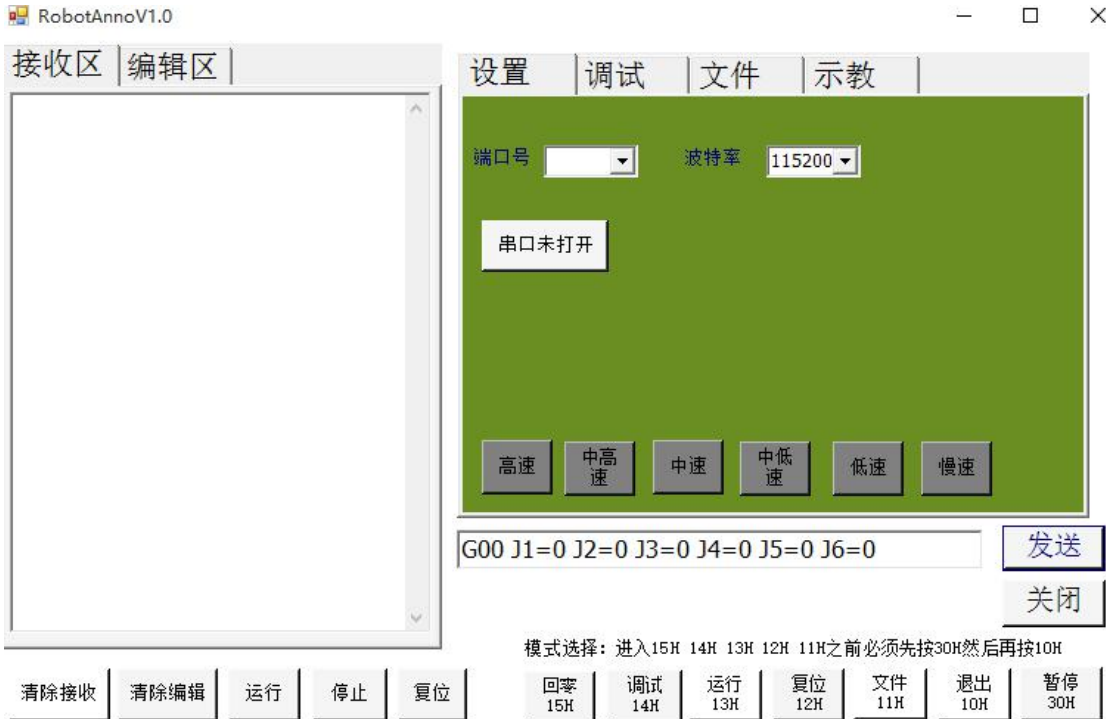 RobotAnnoV1.0
接收区 编辑区
设置 调试 文件 示教
端口号 波特率 115200
串口未打开
高速 中高速 中速 中低速 低速 慢速
G00 J1=0 J2=0 J3=0 J4=0 J5=0 J6=0 发送
关闭
模式选择：进入15H 14H 13H 12H 11H之前必须先按30H然后再按10H
清除接收 清除编辑 运行 停止 复位
回零 调试 运行 复位 文件 退出 暂停
15H 14H 13H 12H 11H 10H 30H